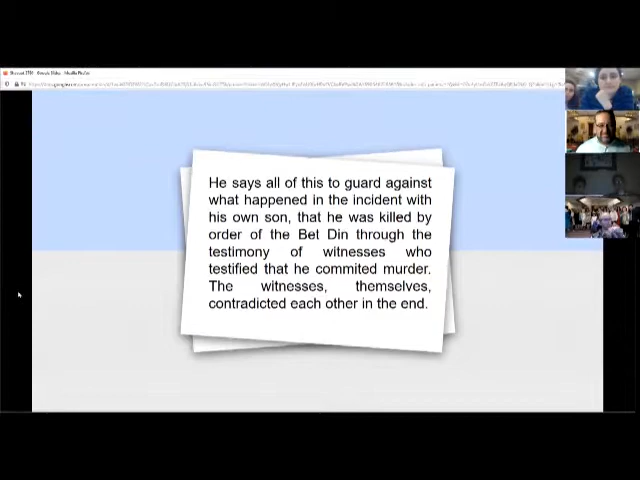 He says all of this to guard against
what happened in the incident with
his own son, that he was killed by
order of the Bet Din through the
testimony of witnesses who
testified that he commited murder.
The witnesses, themselves,
contradicted each other in the end.